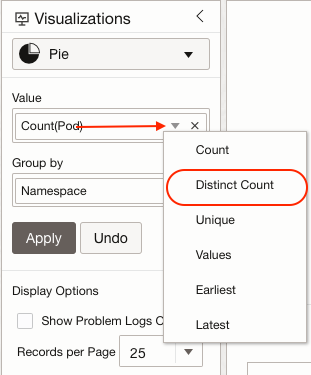 Visualizations
Pie
Value
Count(Pod)
Count
Group by
Distinct Count
Namespace
Unique
Apply
Undo
Values
Earliest
Display Options
Show Problem Logs
Latest
Records per Page
25